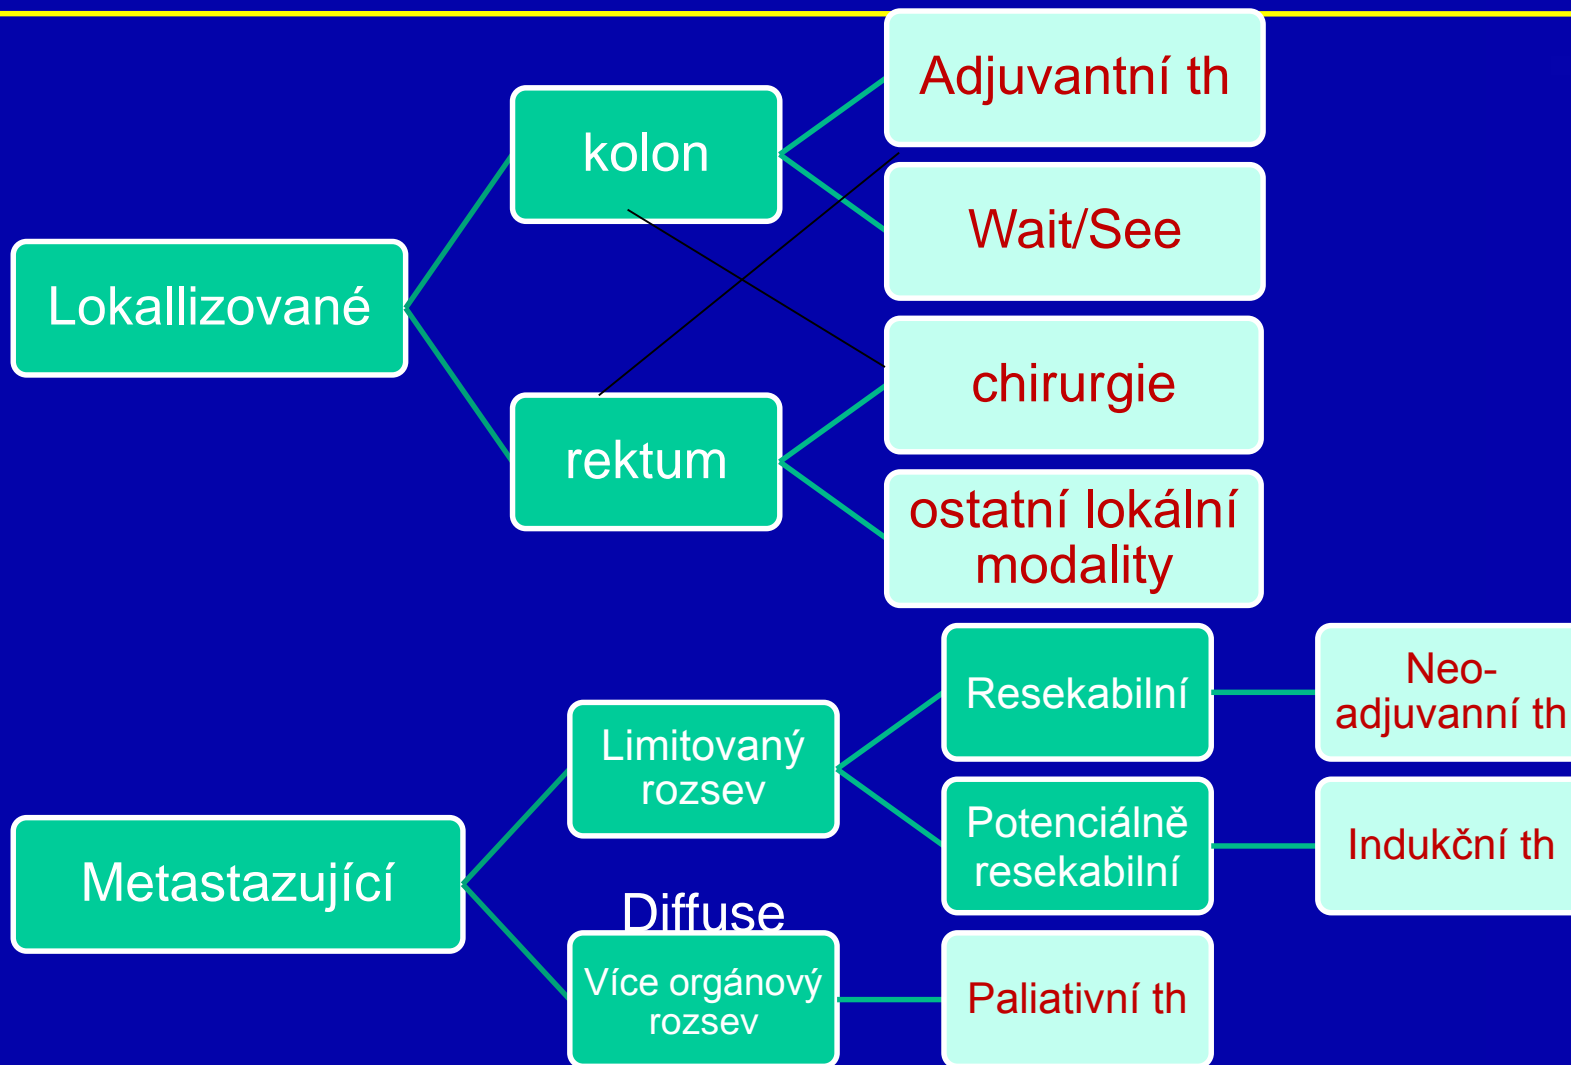 Lokallizované
kolon
Adjuvantní th
Wait/See
rektum
chirurgie
ostatní lokální
modality
Metastazující
Limitovaný
rozsev
Resekabilní
Neo-
adjuvanní th
Potenciálně
resekabilní
Indukční th
Diffuse
Více orgánový
rozsev
Paliativní th